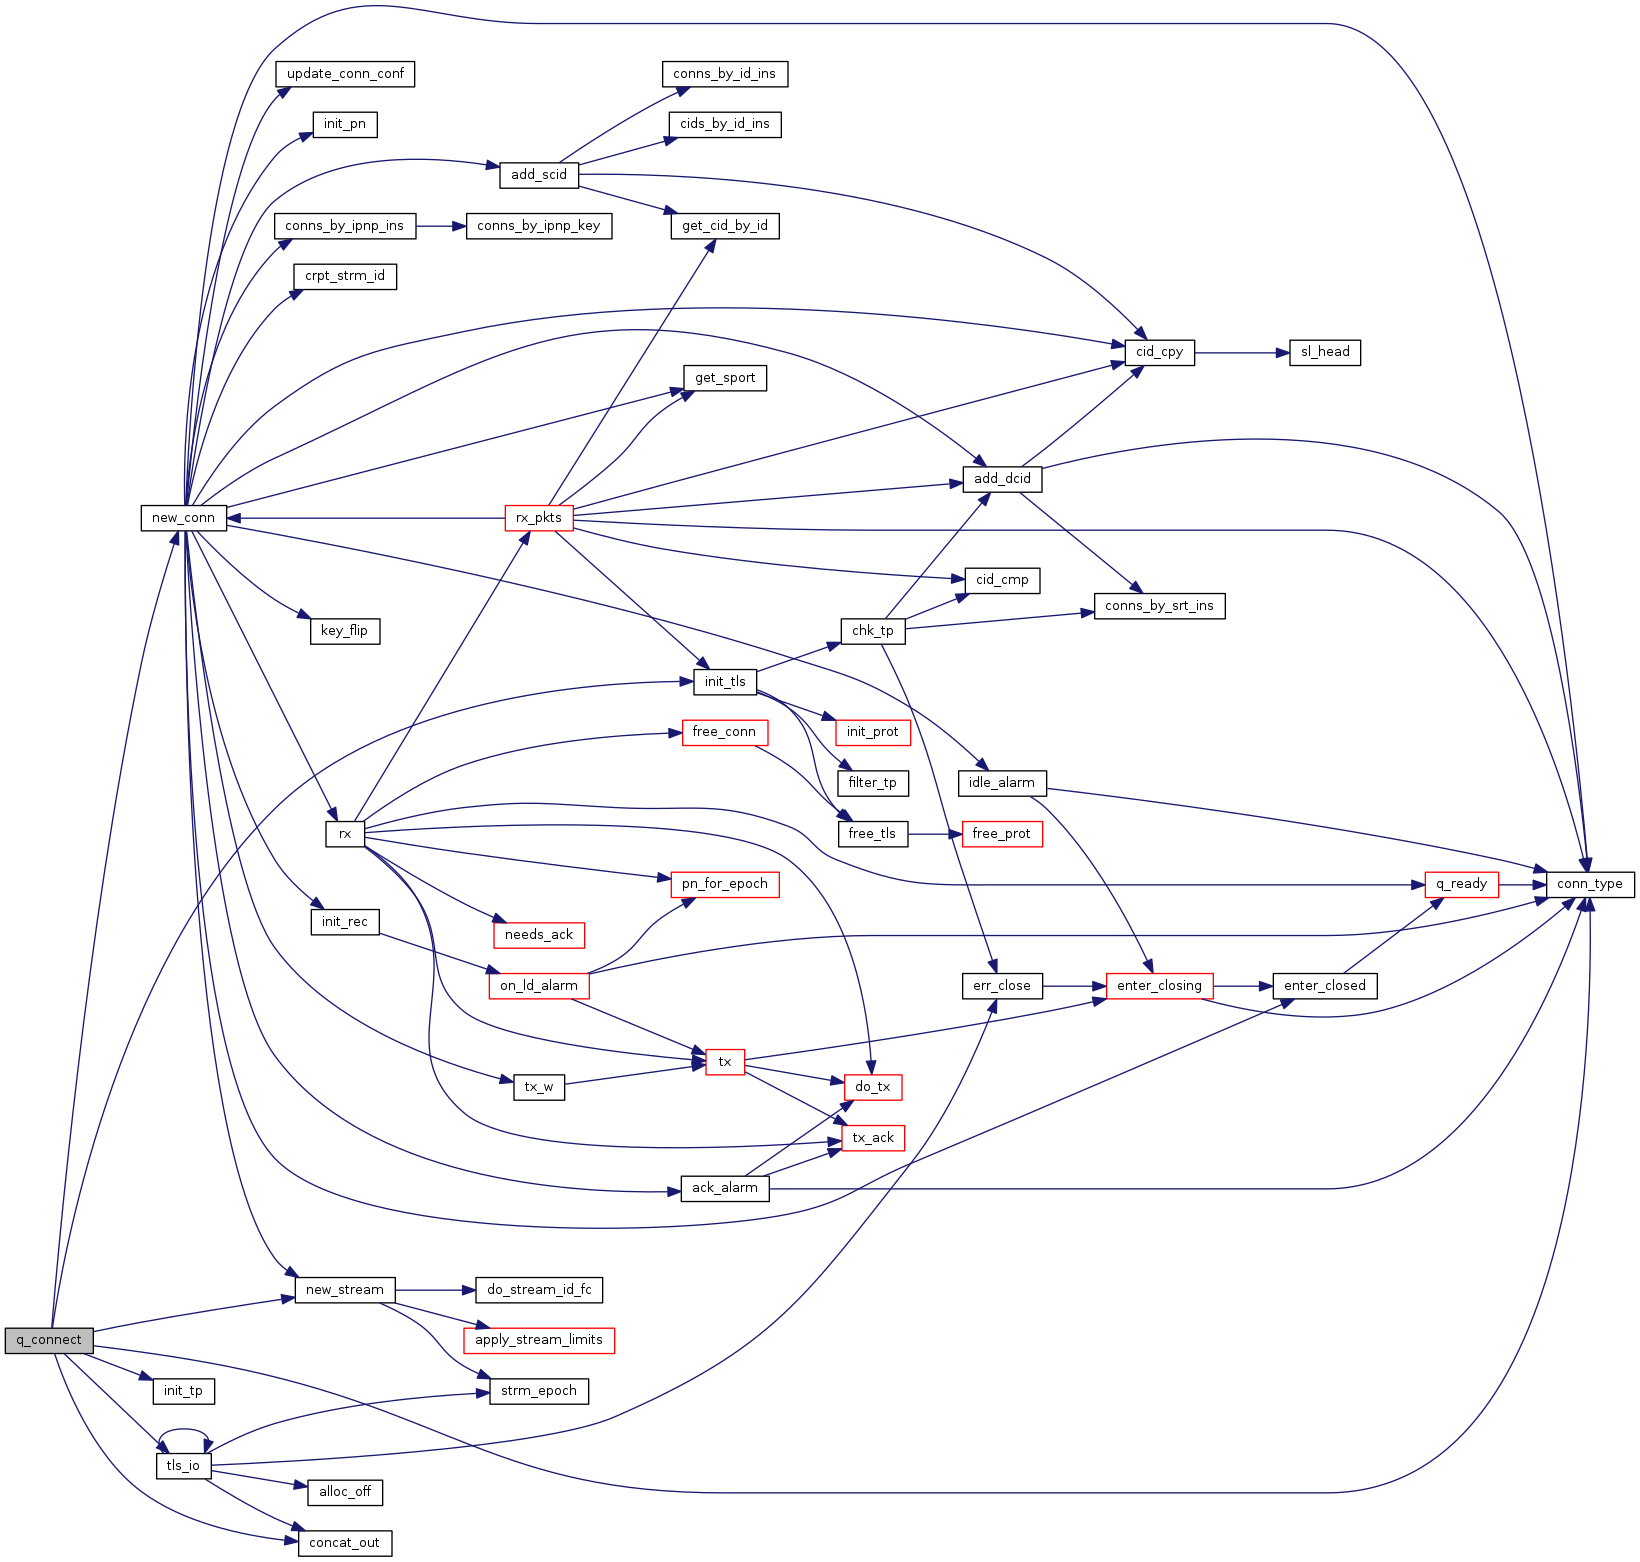 update_conn_conf
conns_by_id_ins
init_pn
cids_by_id_ins
add_scid
conns_by_ipnp_ins
conns_by_ipnp_key
get_cid_by_id
crpt_strm_id
cid_cpy
sl_head
get_sport
add_dcid
new_conn
rx_pkts
cid_cmp
conns_by_srt_ins
key_flip
chk_tp
init_tls
free_conn
init_prot
filter_tp
idle_alarm
rx
free_tls
free_prot
pn_for_epoch
q_ready
conn_type
init_rec
needs_ack
on_ld_alarm
err_close
enter_closing
enter_closed
tx
tx_w
do_tx
tx_ack
ack_alarm
new_stream
do_stream_id_fc
q_connect
apply_stream_limits
init_tp
strm_epoch
tls_io
alloc_off
concat_out